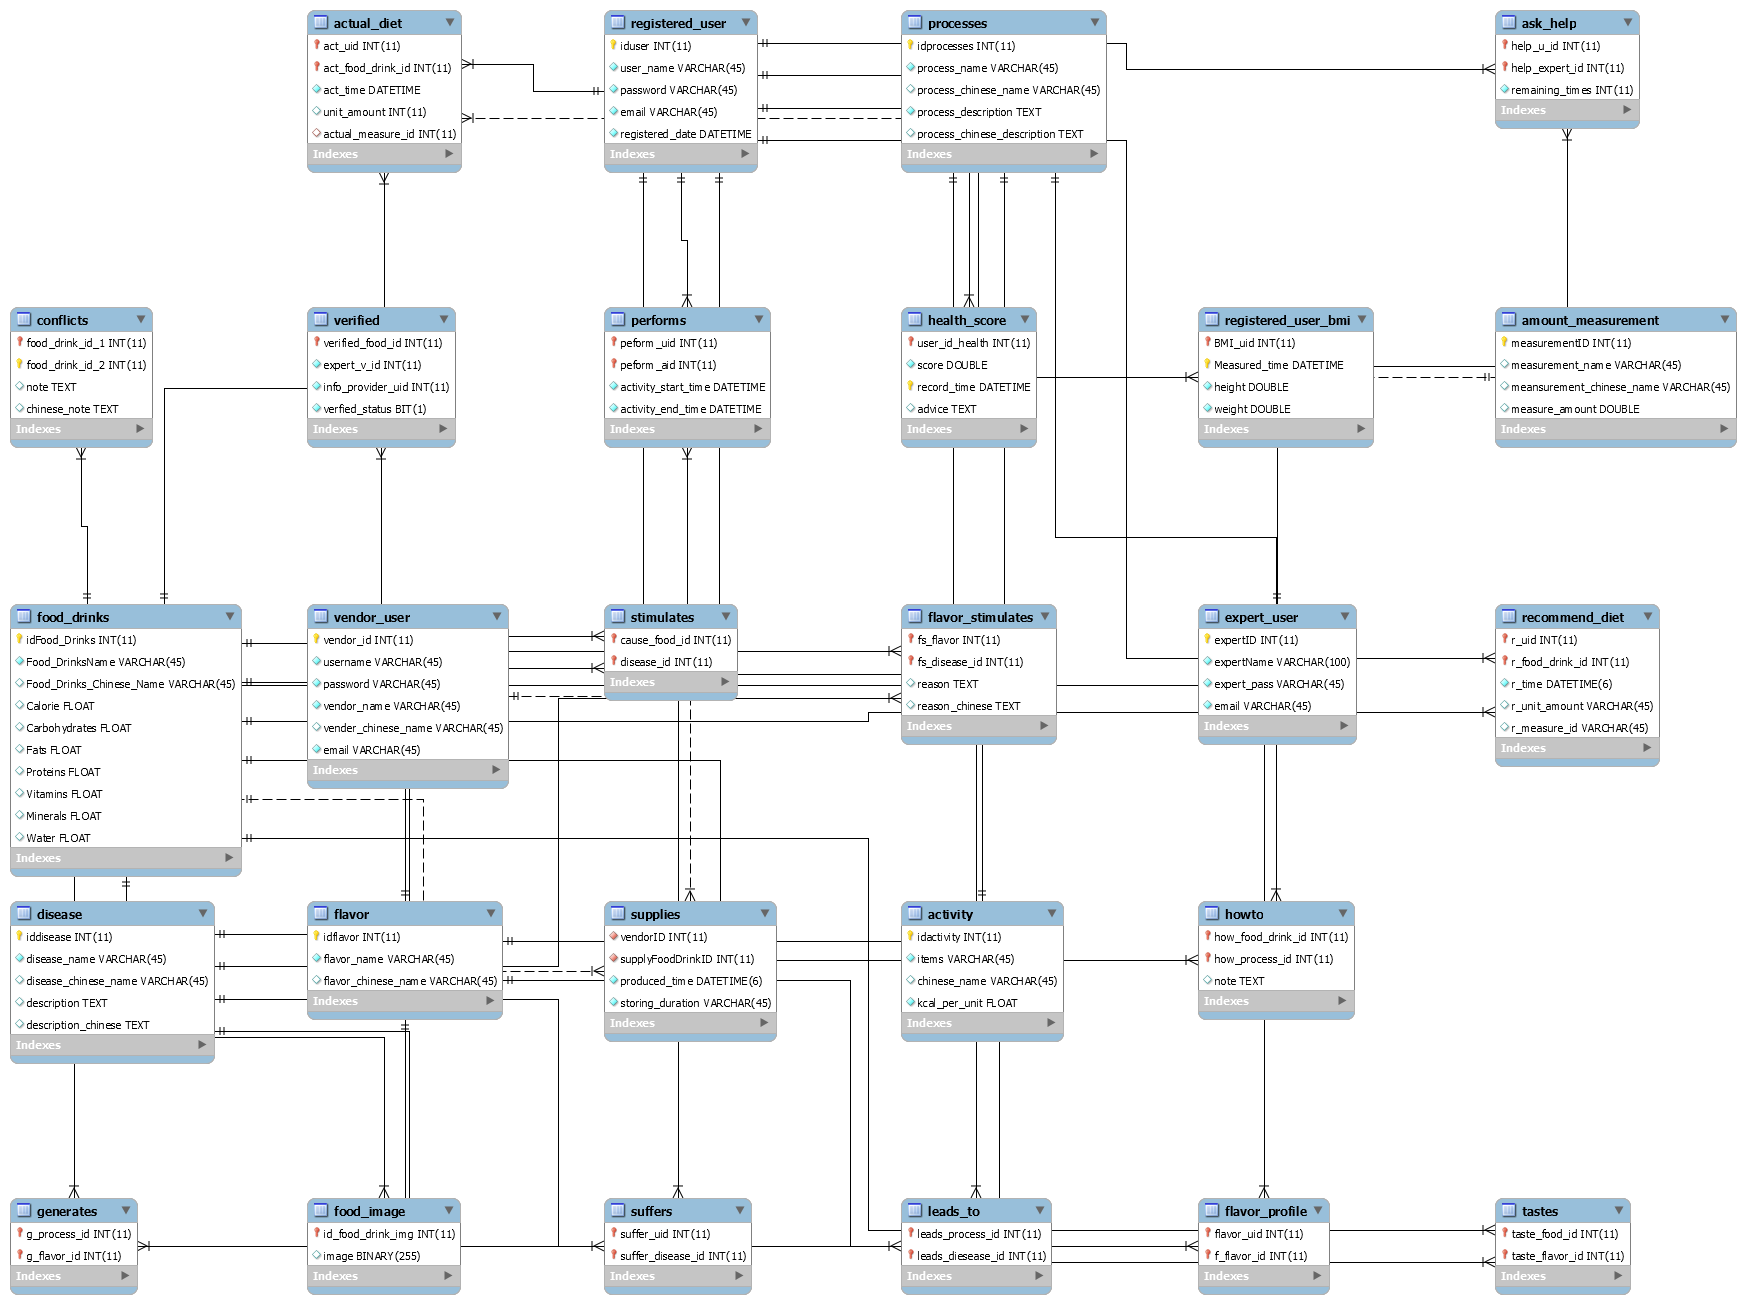 actual_diet
act_uid INT(11)
act_food_drink_id INT(11)
act_time DATETIME
unit_amount INT(11)
actual_measure_id INT(11)
Indexes
registered_user
iduser INT(11)
user_name VARCHAR(45)
password VARCHAR(45)
email VARCHAR(45)
registered_date DATETIME
Indexes
processes
idprocesses INT(11)
process_name VARCHAR(45)
process_chinese_name VARCHAR(45)
process_description TEXT
process_chinese_description TEXT
Indexes
ask_help
help_u_id INT(11)
help_expert_id INT(11)
remaining_times INT(11)
Indexes
conflicts
food_drink_id_1 INT(11)
food_drink_id_2 INT(11)
note TEXT
chinese_note TEXT
Indexes
verified
verified_food_id INT(11)
expert_v_id INT(11)
info_provider_uid INT(11)
verfied_status BIT(1)
Indexes
performs
peform_uid INT(11)
peform_aid INT(11)
activity_start_time DATETIME
activity_end_time DATETIME
Indexes
health_score
user_id_health INT(11)
score DOUBLE
record_time DATETIME
advice TEXT
Indexes
registered_user_bmi
BMI_uid INT(11)
Measured_time DATETIME
height DOUBLE
weight DOUBLE
Indexes
amount_measurement
measurementID INT(11)
measurement_name VARCHAR(45)
meansurement_chinese_name VARCHAR(45)
measure_amount DOUBLE
Indexes
food_drinks
idFood_Drinks INT(11)
Food_DrinksName VARCHAR(45)
Food_Drinks_Chinese_Name VARCHAR(45)
Calorie FLOAT
Carbohydrates FLOAT
Fats FLOAT
Proteins FLOAT
Vitamins FLOAT
Minerals FLOAT
Water FLOAT
Indexes
vendor_user
vendor_id INT(11)
username VARCHAR(45)
password VARCHAR(45)
vendor_name VARCHAR(45)
vender_chinese_name VARCHAR(45)
email VARCHAR(45)
Indexes
stimulates
cause_food_id INT(11)
disease_id INT(11)
Indexes
flavor_stimulates
fs_flavor INT(11)
fs_disease_id INT(11)
reason TEXT
reason_chinese TEXT
Indexes
expert_user
expertID INT(11)
expertName VARCHAR(100)
expert_pass VARCHAR(45)
email VARCHAR(45)
Indexes
recommend_diet
r_uid INT(11)
r_food_drink_id INT(11)
r_time DATETIME(6)
r_unit_amount VARCHAR(45)
r_measure_id VARCHAR(45)
Indexes
disease
iddisease INT(11)
disease_name VARCHAR(45)
disease_chinese_name VARCHAR(45)
description TEXT
description_chinese TEXT
Indexes
flavor
idflavor INT(11)
flavor_name VARCHAR(45)
flavor_chinese_name VARCHAR(45)
Indexes
supplies
vendorID INT(11)
supplyFoodDrinkID INT(11)
produced_time DATETIME(6)
storing_duration VARCHAR(45)
Indexes
activity
idactivity INT(11)
items VARCHAR(45)
chinese_name VARCHAR(45)
kcal_per_unit FLOAT
Indexes
howto
how_food_drink_id INT(11)
how_process_id INT(11)
note TEXT
Indexes
generates
g_process_id INT(11)
g_flavor_id INT(11)
Indexes
food_image
id_food_drink_img INT(11)
image BINARY(255)
Indexes
suffers
suffer_uid INT(11)
suffer_disease_id INT(11)
Indexes
leads_to
leads_process_id INT(11)
leads_diesease_id INT(11)
Indexes
flavor_profile
flavor_uid INT(11)
f_flavor_id INT(11)
Indexes
tastes
taste_food_id INT(11)
taste_flavor_id INT(11)
Indexes